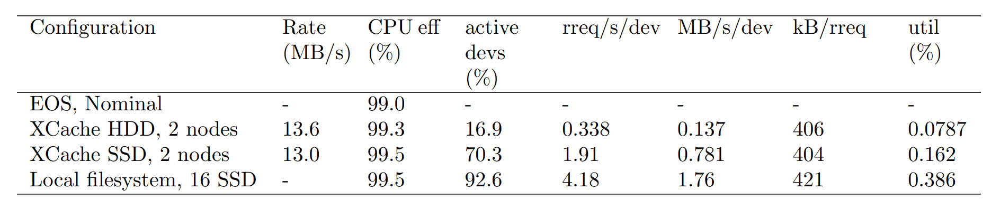 Configuration Rate CPU eff active rreq/s/dev MB/s/dev kB/rreq util
(MB/s) (%) devs (%)
(%)
EOS, Nominal - 99.0 - - - - -
XCache HDD, 2 nodes 13.6 99.3 16.9 0.338 0.137 406 0.0787
XCache SSD, 2 nodes 13.0 99.5 70.3 1.91 0.781 404 0.162
Local filesystem, 16 SSD - 99.5 92.6 4.18 1.76 421 0.386